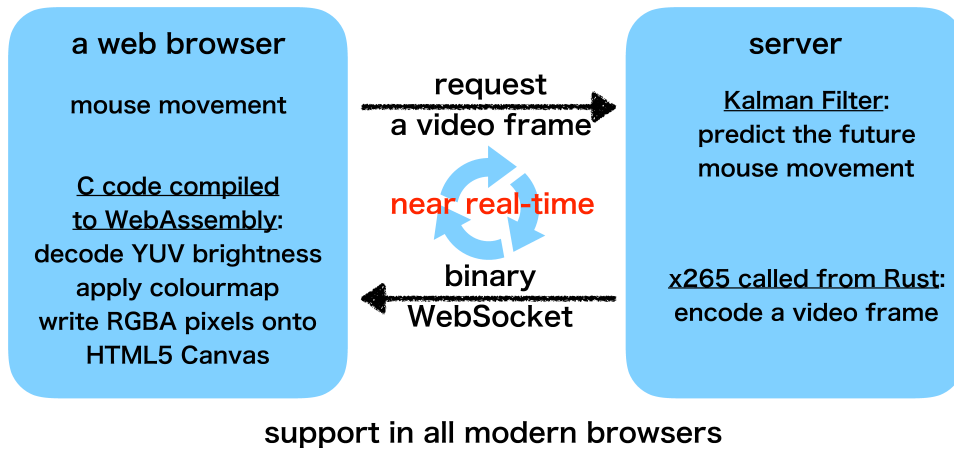 a web browser
mouse movement
C code compiled
to WebAssembly:
decode YUV brightness
apply colourmap
write RGBA pixels onto
HTML5 Canvas
request
a video frame
near real-time
binary
WebSocket
server
Kalman Filter:
predict the future
mouse movement
x265 called from Rust:
encode a video frame
support in all modern browsers